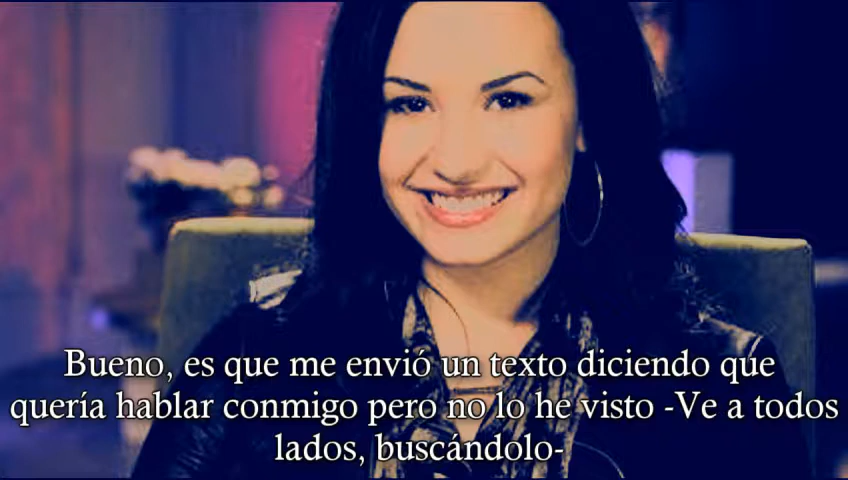 Bueno, es que me envió un texto diciendo que
quería hablar conmigo pero no lo he visto -Ve a todos
lados, buscándolo-